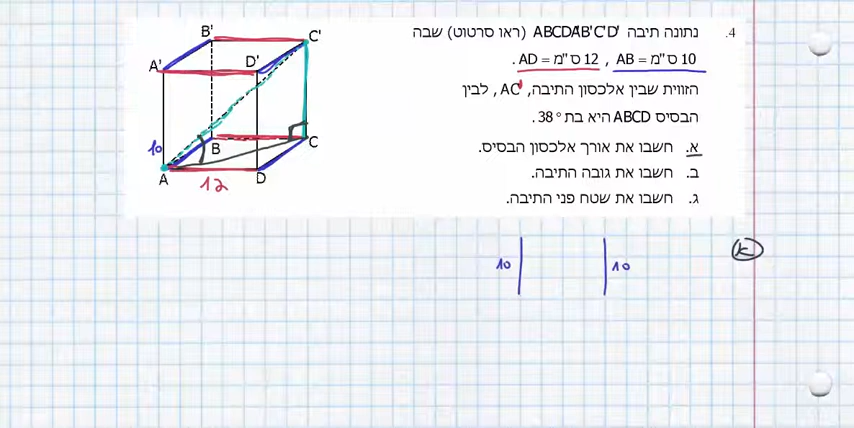 4. נתונה תיבה ABCDA'B'C'D' (ראו סרטוט) שבה
10 ס"מ = AB , 12 ס"מ = AD .
הזווית שבין אלכסון התיבה, AC', לבין
הבסיס ABCD היא בת 38°.
א. חשבו את אורך אלכסון הבסיס.
ב. חשבו את גובה התיבה.
ג. חשבו את שטח פני התיבה.
B'
C'
A'
D'
10
B
C
A
D
12
א
10
10